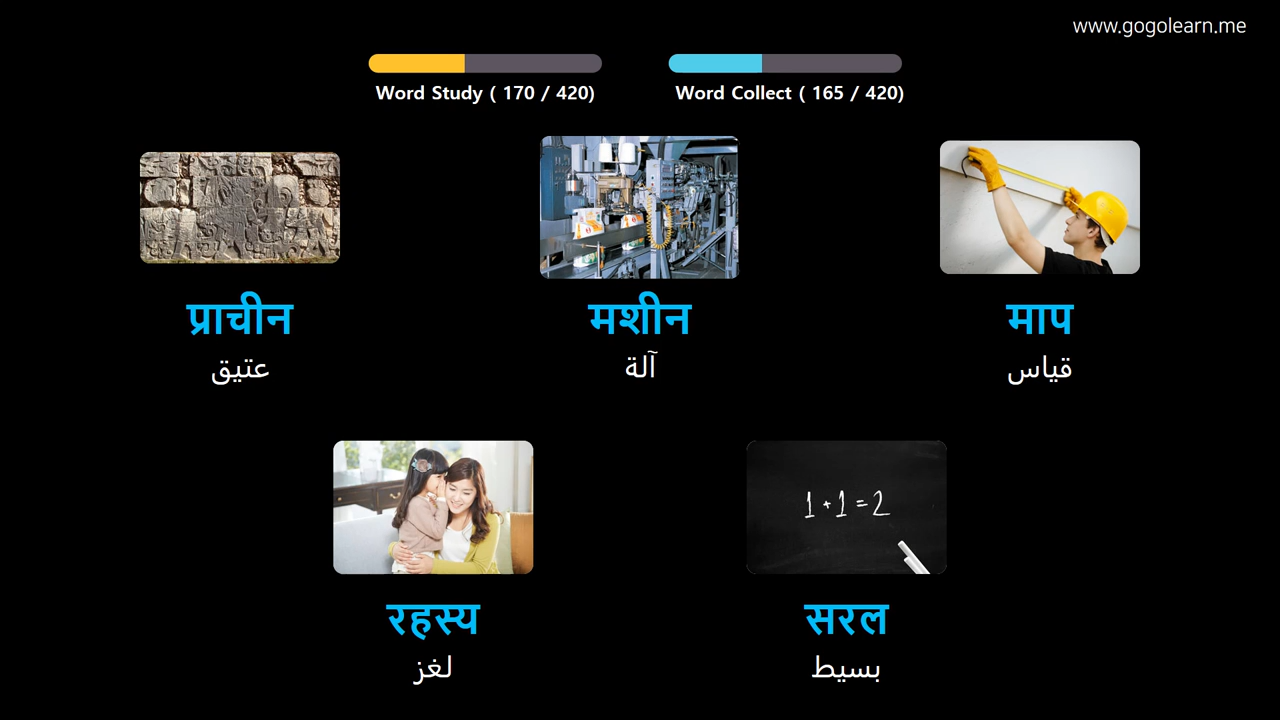 www.gogolearn.me
Word Study ( 170 / 420)
Word Collect ( 165 / 420)
प्राचीन
मशीन
माप
عتيق
آلة
قياس
1+1=2
रहस्य
सरल
لغز
بسيط